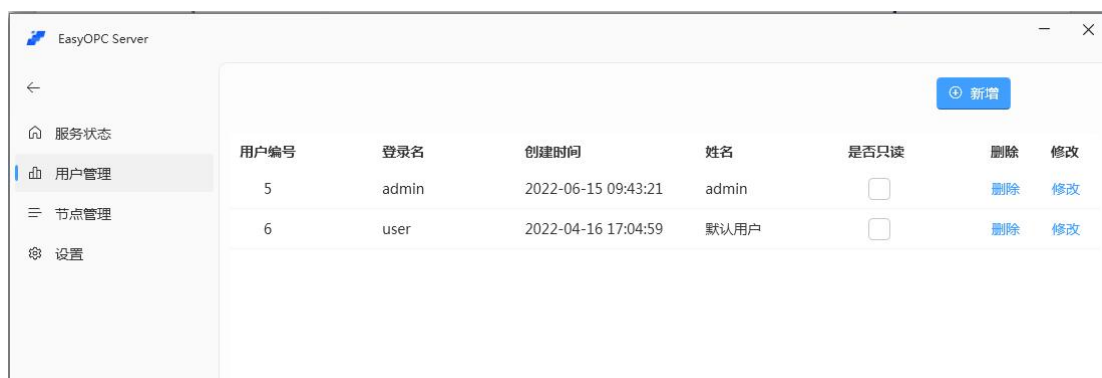 EasyOPC Server
新增
服务状态
用户管理
节点管理
设置
用户编号 登录名 创建时间 姓名 是否只读 删除 修改
5 admin 2022-06-15 09:43:21 admin 删除 修改
6 user 2022-04-16 17:04:59 默认用户 删除 修改